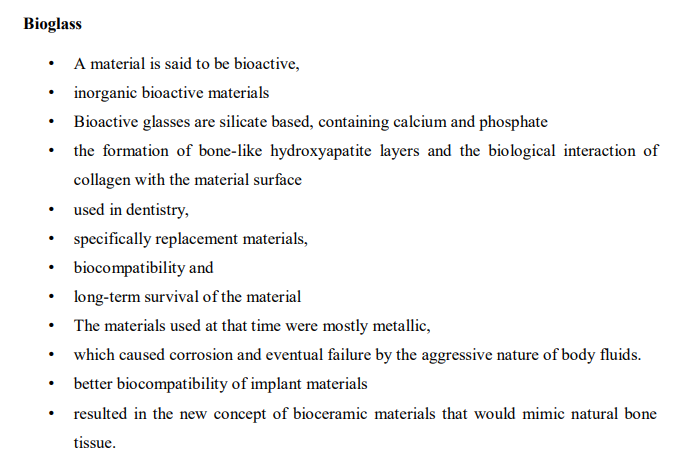 Bioglass
• A material is said to be bioactive,
• inorganic bioactive materials
• Bioactive glasses are silicate based, containing calcium and phosphate
• the formation of bone-like hydroxyapatite layers and the biological interaction of
collagen with the material surface
• used in dentistry,
• specifically replacement materials,
• biocompatibility and
• long-term survival of the material
• The materials used at that time were mostly metallic,
• which caused corrosion and eventual failure by the aggressive nature of body fluids.
• better biocompatibility of implant materials
• resulted in the new concept of bioceramic materials that would mimic natural bone
tissue.